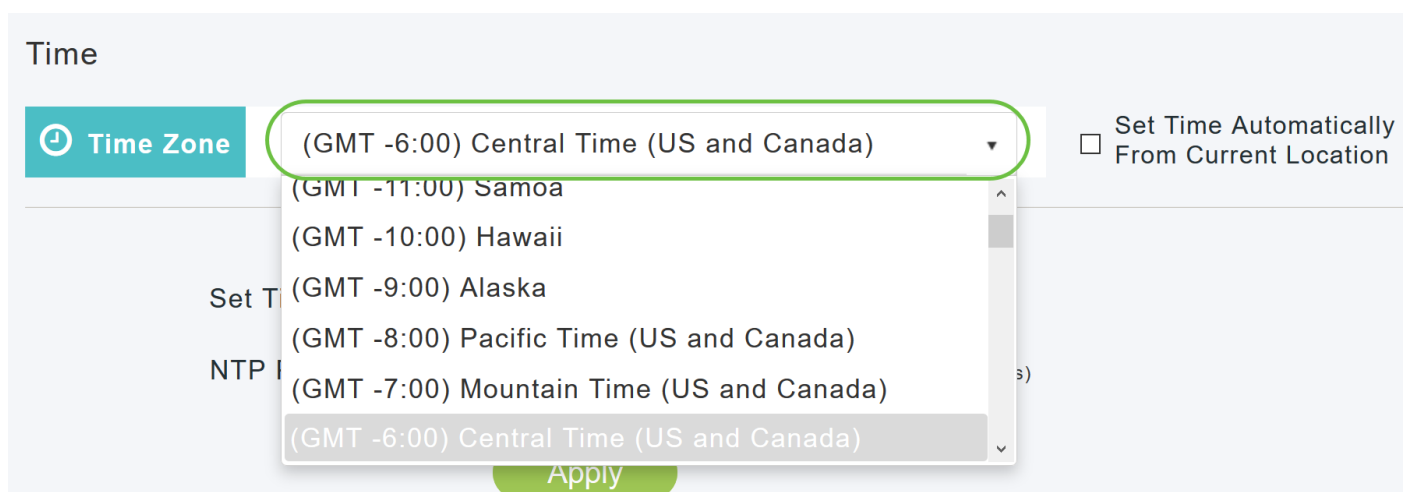 Time
Time Zone
(GMT -6:00) Central Time (US and Canada)
Set Time Automatically
From Current Location
(GMT -11:00) Samoa
(GMT -10:00) Hawaii
(GMT -9:00) Alaska
Set
(GMT -8:00) Pacific Time (US and Canada)
NTP
(GMT -7:00) Mountain Time (US and Canada)
(GMT -6:00) Central Time (US and Canada)
Apply